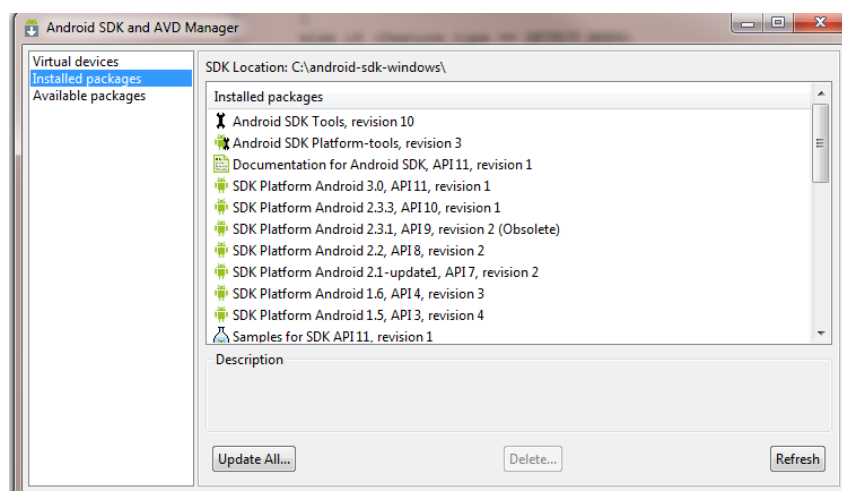 Android SDK and AVD Manager
Virtual devices
Installed packages
Available packages
SDK Location: C:\android-sdk-windows\
Installed packages
Android SDK Tools, revision 10
Android SDK Platform-tools, revision 3
Documentation for Android SDK, API 11, revision 1
SDK Platform Android 3.0, API 11, revision 1
SDK Platform Android 2.3.3, API 10, revision 1
SDK Platform Android 2.3.1, API 9, revision 2 (Obsolete)
SDK Platform Android 2.2, API 8, revision 2
SDK Platform Android 2.1-update1, API 7, revision 2
SDK Platform Android 1.6, API 4, revision 3
SDK Platform Android 1.5, API 3, revision 4
Samples for SDK API 11, revision 1
Description
Update All...
Delete...
Refresh